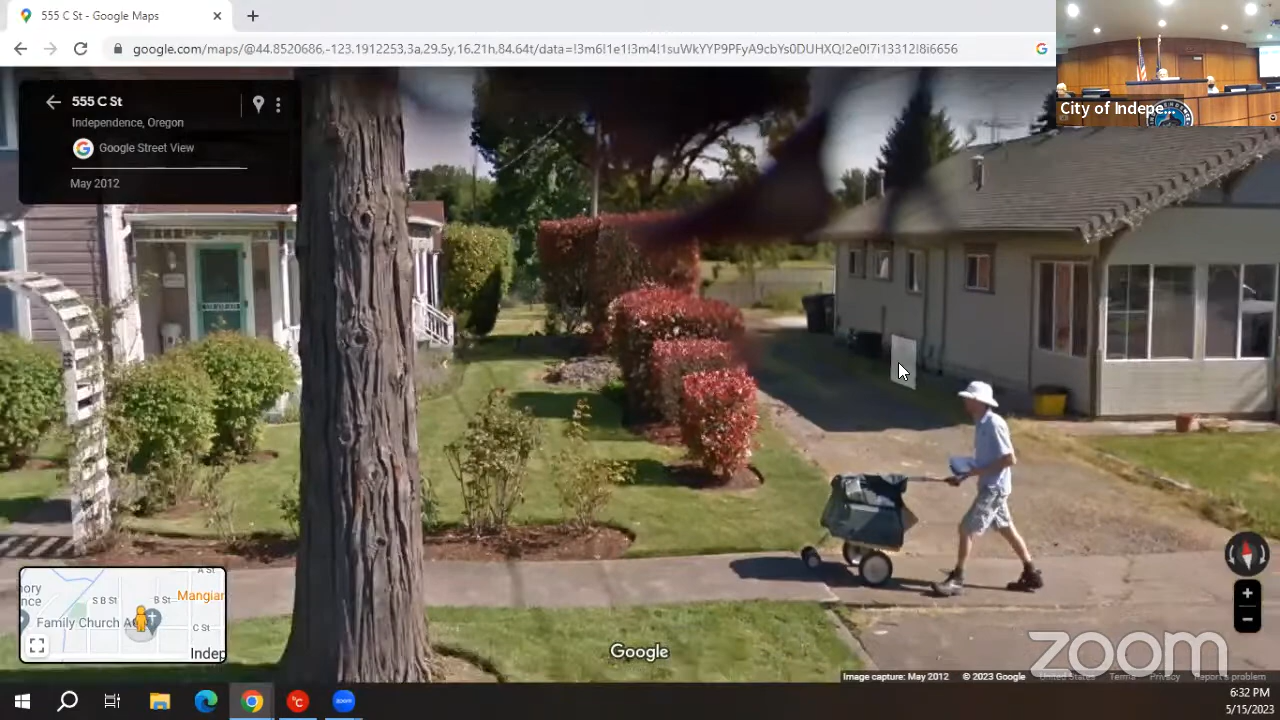 555 C St - Google Maps
google.com/maps/@44.8520686,-123.1912253,3a,29.5y,16.21h,84.64t/data=!3m6!1e1!3m4!1suWkYYP9PFyA9cbYs0DUHXQ!2e0!7i13312!8i6656
City of Indepe...
555 C St
Independence, Oregon
Google Street View
May 2012
A St
S B St
B St
Mangiar
Family Church A
C St
Indep
Google
zoom
Image capture: May 2012 © 2023 Google United States Terms Privacy Report a problem
°C
zoom
6:32 PM
5/15/2023